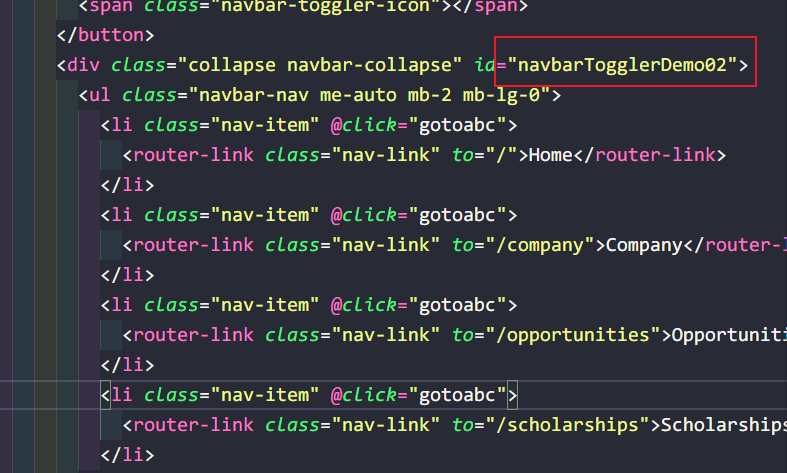 <span class="navbar-toggler-icon"></span>
</button>
<div class="collapse navbar-collapse" id="navbarTogglerDemo02">
<ul class="navbar-nav me-auto mb-2 mb-lg-0">
<li class="nav-item" @click="gotoabc">
<router-link class="nav-link" to="/">Home</router-link>
</li>
<li class="nav-item" @click="gotoabc">
<router-link class="nav-link" to="/company">Company</router-l
</li>
<li class="nav-item" @click="gotoabc">
<router-link class="nav-link" to="/opportunities">Opportuniti
</li>
<li class="nav-item" @click="gotoabc">
<router-link class="nav-link" to="/scholarships">Scholarships
</li>